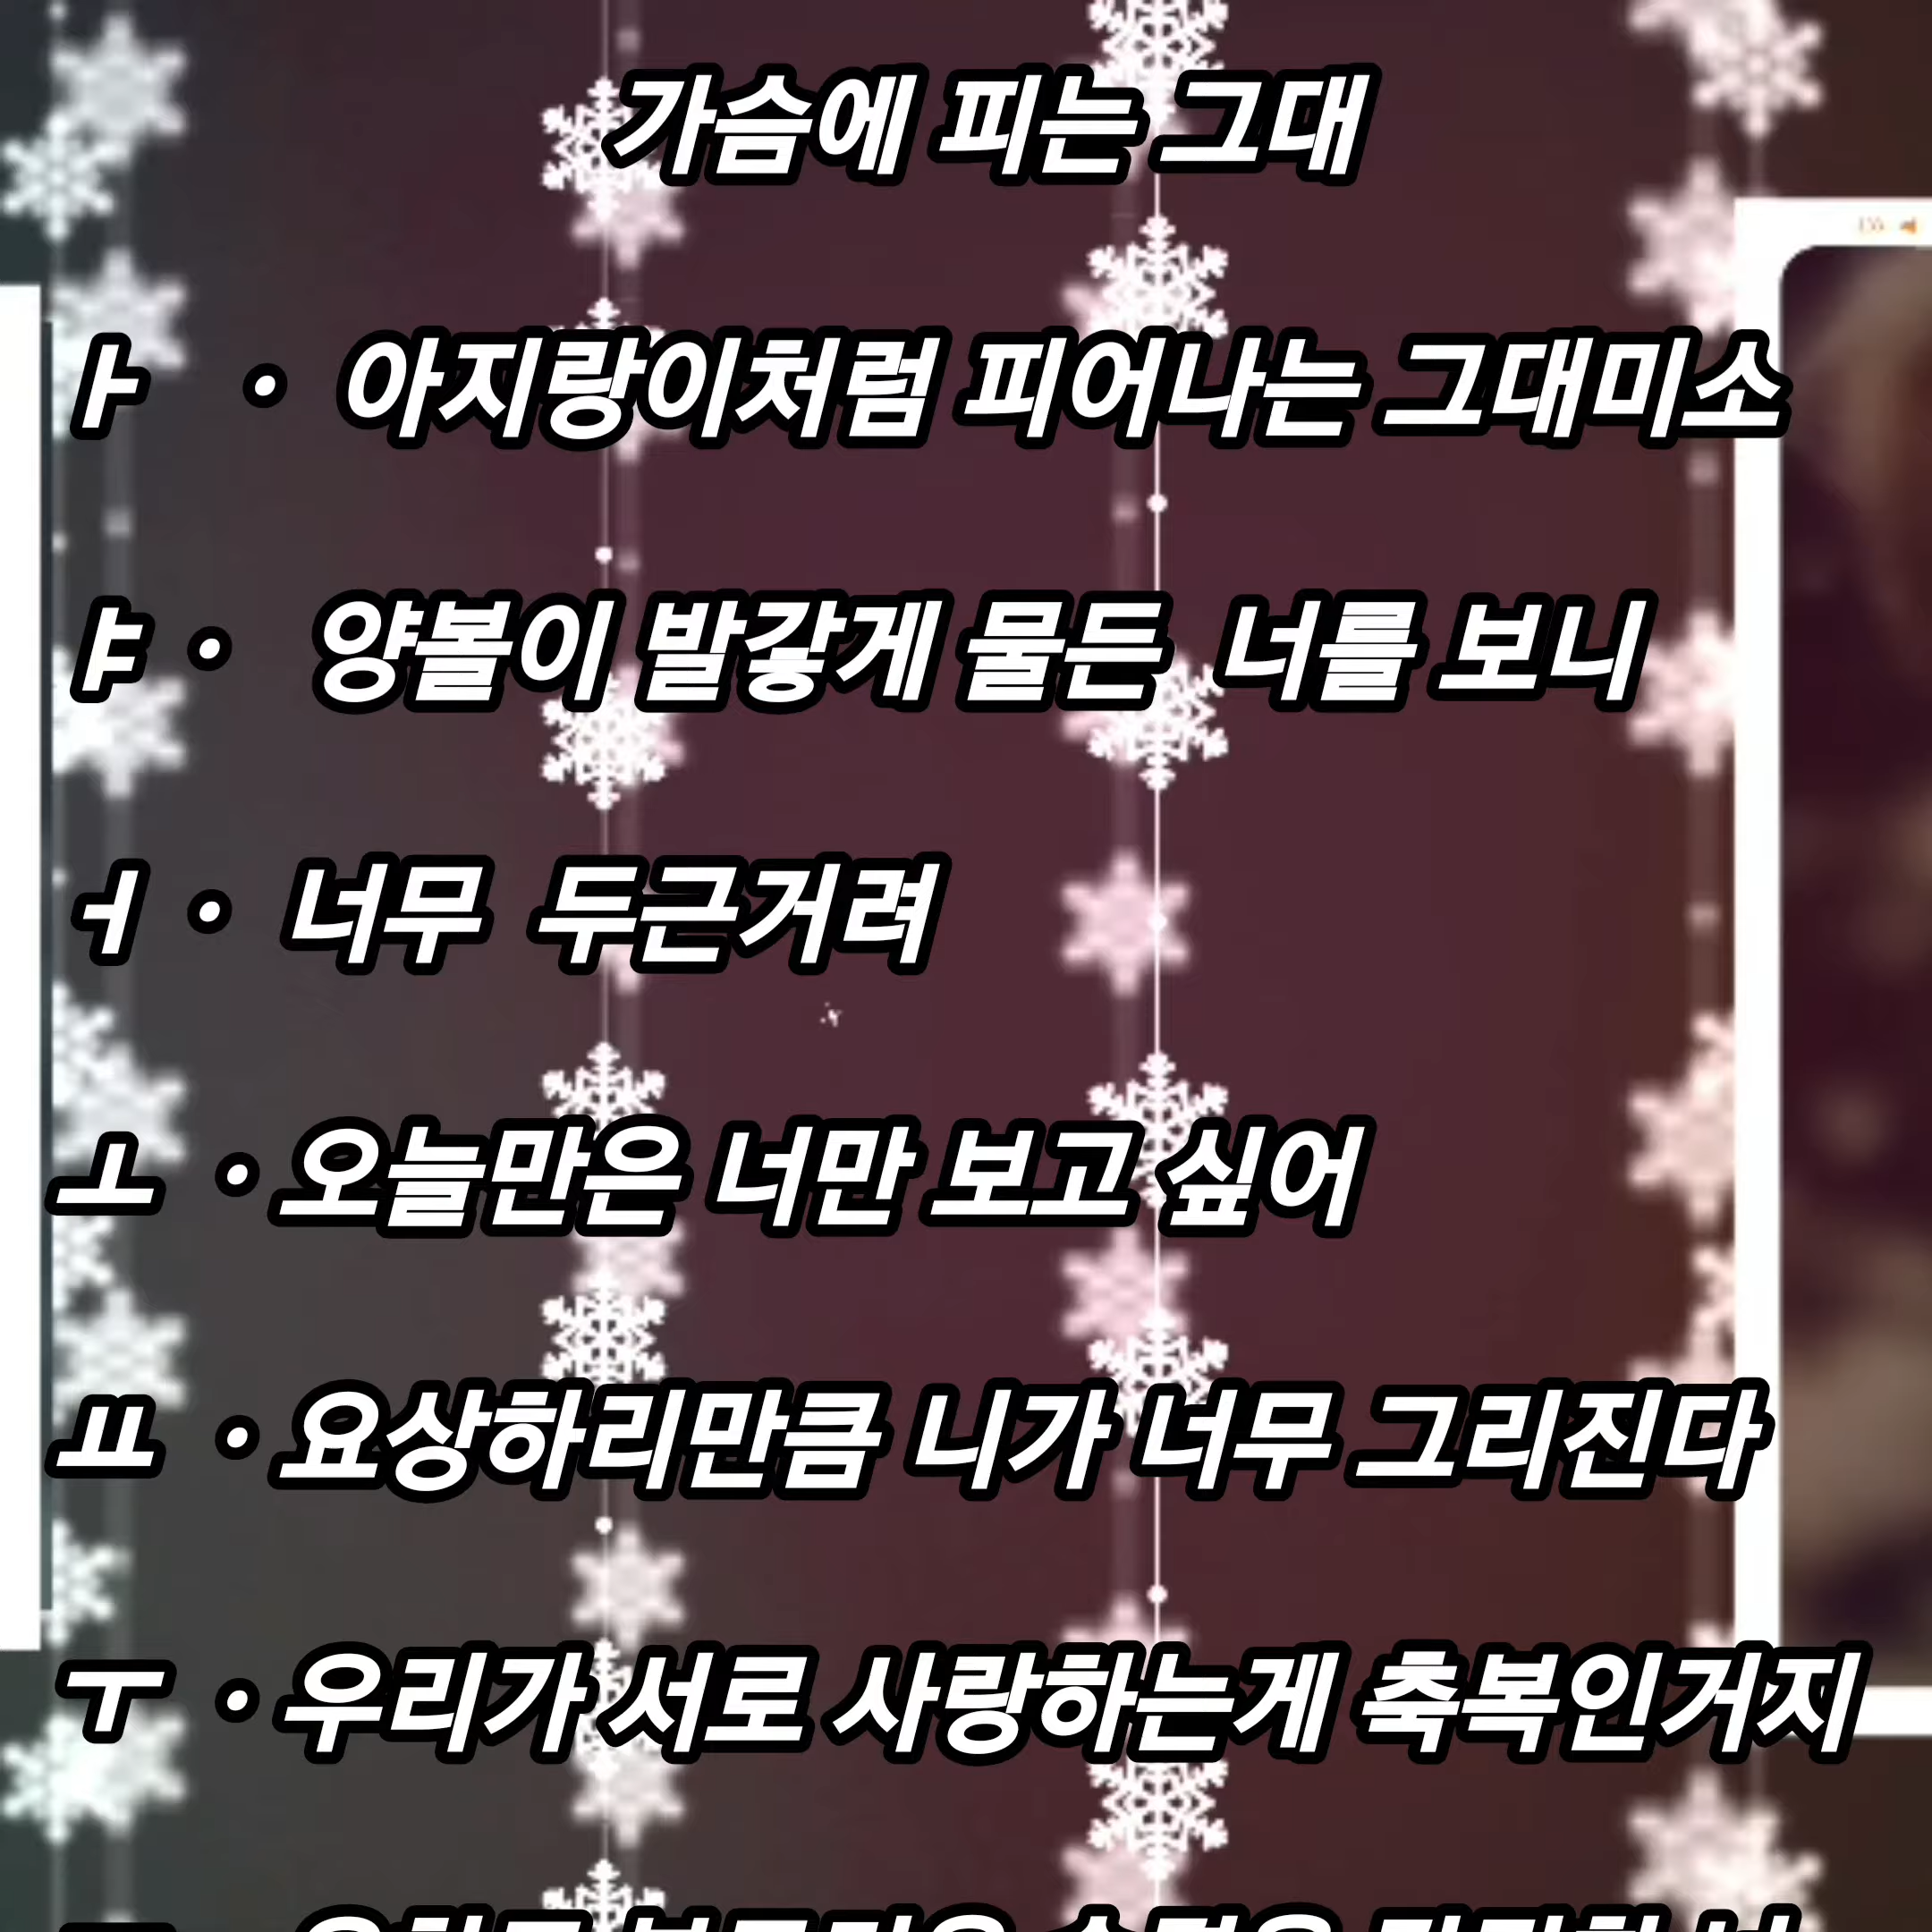 가슴에 피는 그대
ㅏ · 아지랑이처럼 피어나는 그대미소
ㅑ · 양볼이 발갛게 물든 너를 보니
ㅓ · 너무 두근거려
ㅗ · 오늘만은 너만 보고 싶어
ㅛ · 요상하리만큼 니가 너무 그리진다
ㅜ · 우리가 서로 사랑하는게 축복인거지